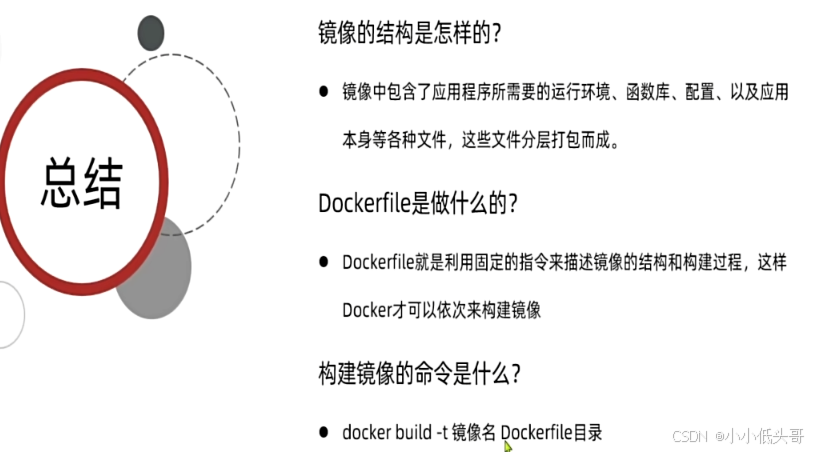 总结
镜像的结构是怎样的？
● 镜像中包含了应用程序所需要的运行环境、函数库、配置、以及应用
本身等各种文件，这些文件分层打包而成。
Dockerfile是做什么的？
● Dockerfile就是利用固定的指令来描述镜像的结构和构建过程，这样
Docker才可以依次来构建镜像
构建镜像的命令是什么？
● docker build -t 镜像名 Dockerfile目录
CSDN @小小低头哥